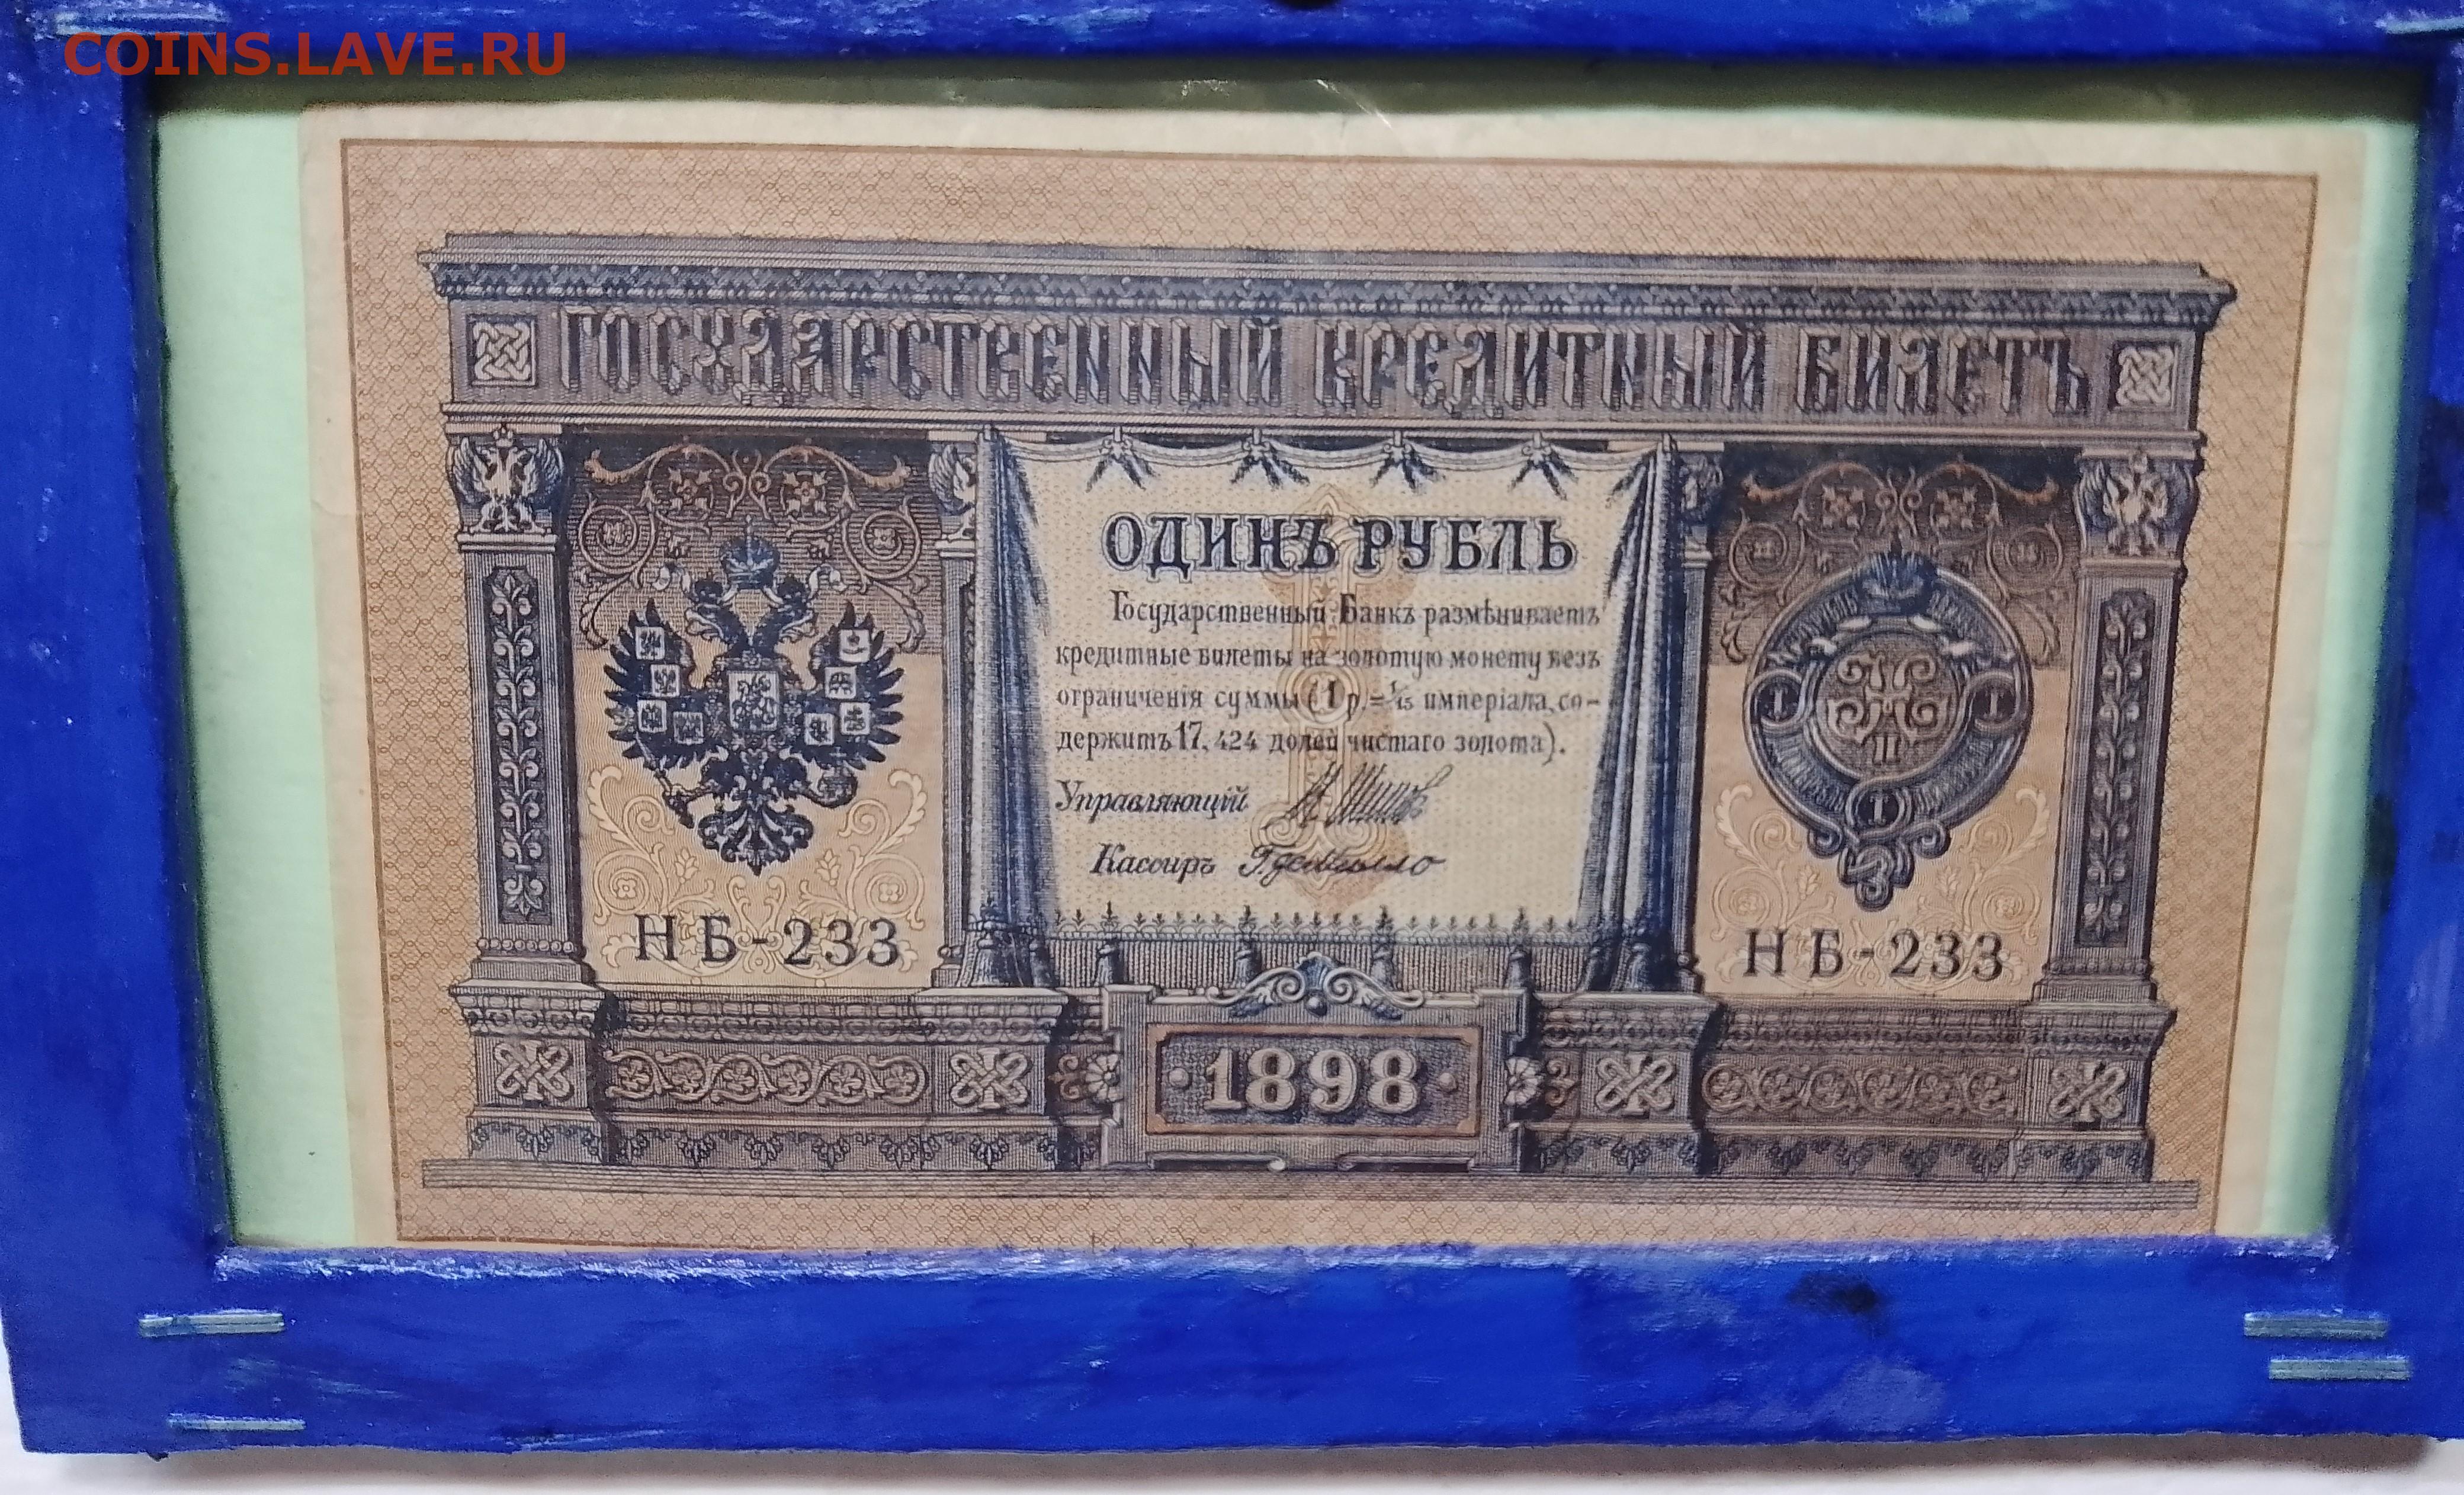 COINS.LAVE.RU
ГОСУДАРСТВЕННЫЙ КРЕДИТНЫЙ БИЛЕТЪ
ОДИНЪ РУБЛЬ
Государственный Банкъ размѣниваетъ
кредитные билеты на золотую монету безъ
ограниченія суммы (1 р.=1/15 имперіала, со-
держитъ 17,424 долей чистаго золота).
Управляющій
Кассиръ
I I
II
I
НБ-233 НБ-233
1898